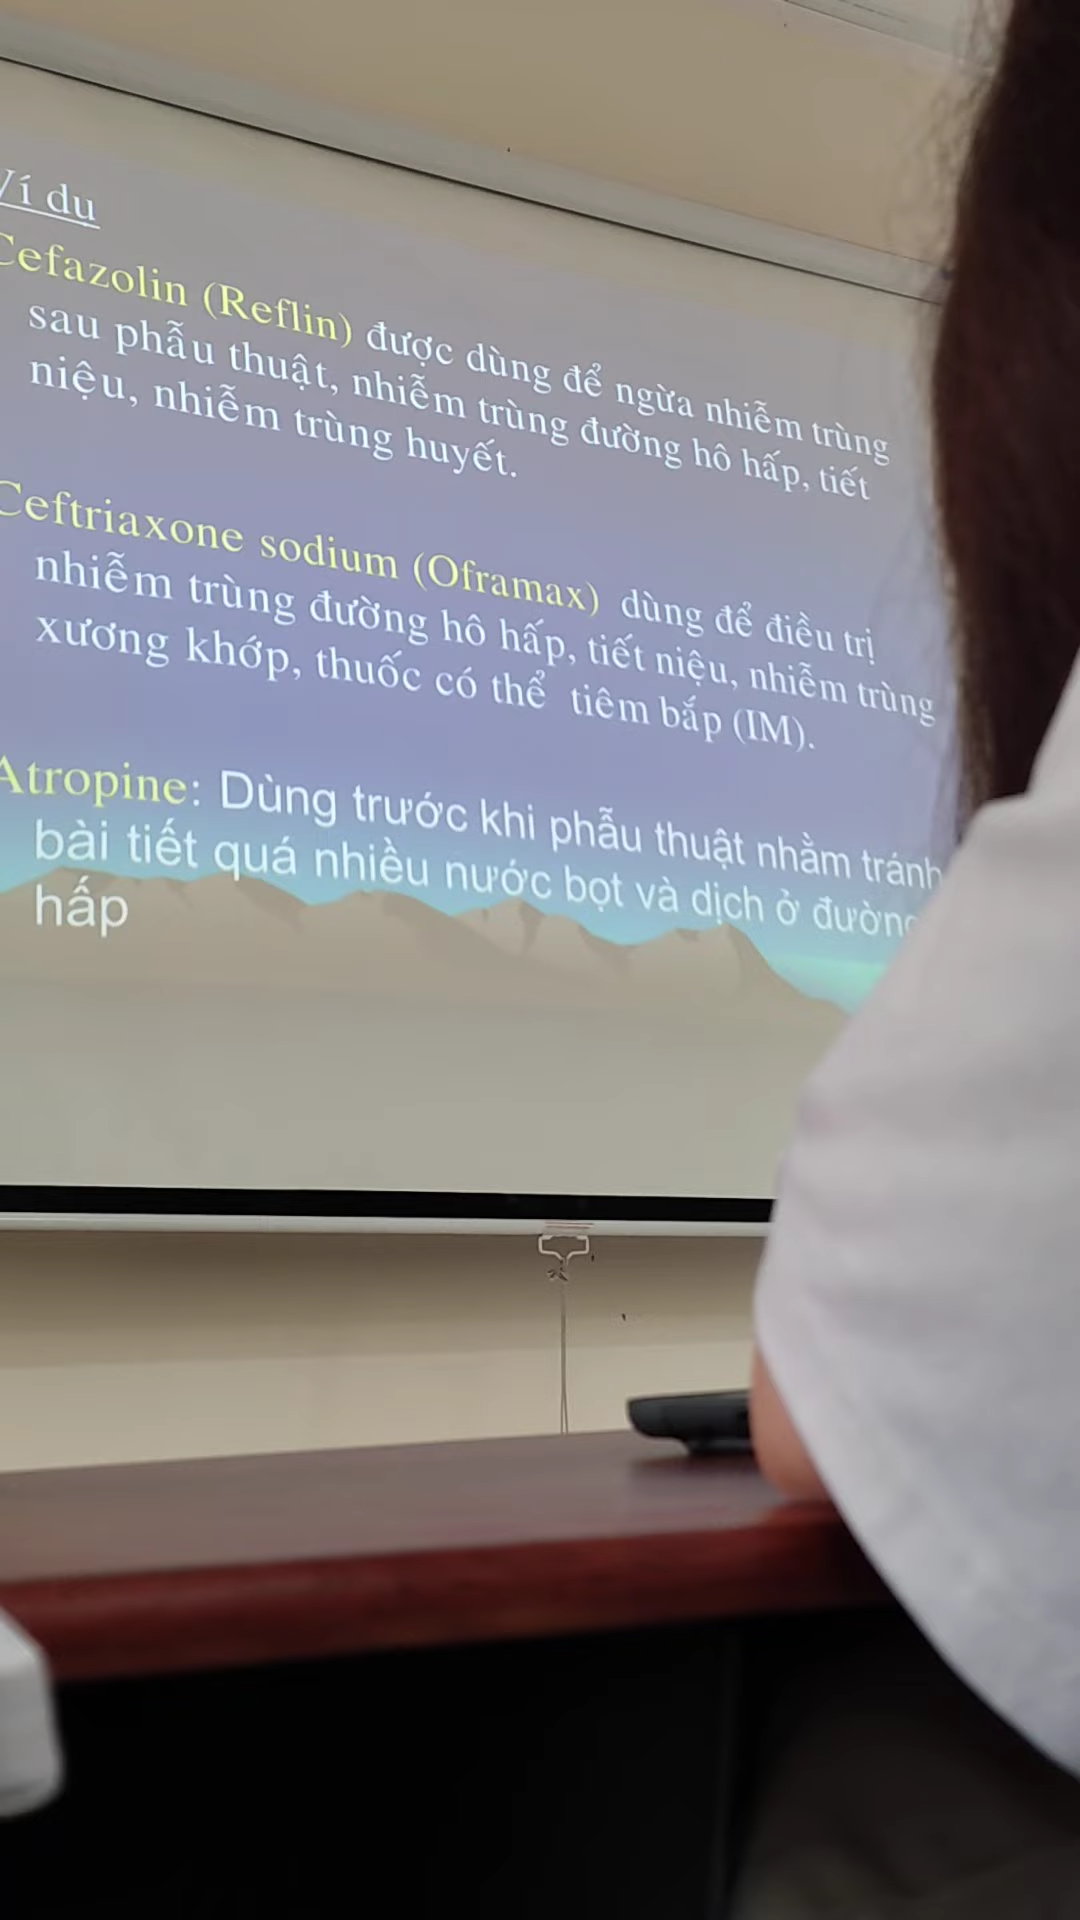 Ví dụ
Cefazolin (Reflin) được dùng để ngừa nhiễm trùng
sau phẫu thuật, nhiễm trùng đường hô hấp, tiết
niệu, nhiễm trùng huyết.
Ceftriaxone sodium (Oframax) dùng để điều trị
nhiễm trùng đường hô hấp, tiết niệu, nhiễm trùng
xương khớp, thuốc có thể tiêm bắp (IM).
Atropine: Dùng trước khi phẫu thuật nhằm tránh
bài tiết quá nhiều nước bọt và dịch ở đường
hấp